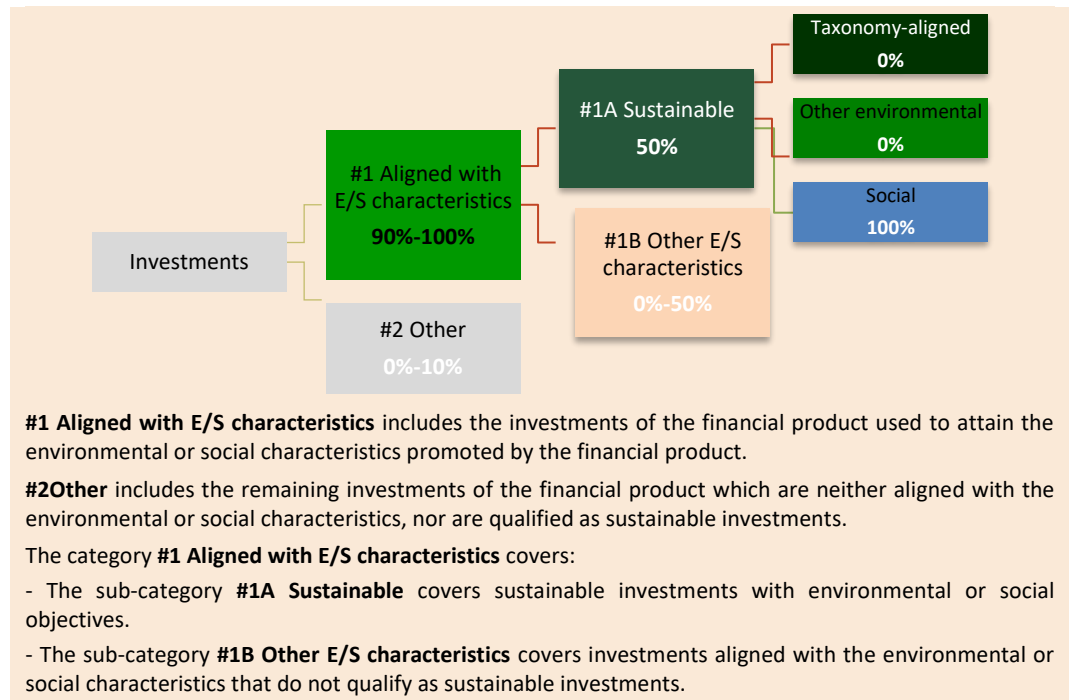 Taxonomy-aligned
0%
#1A Sustainable
50%
Other environmental
0%
#1 Aligned with
E/S characteristics
90%-100%
Social
100%
Investments
#1B Other E/S
characteristics
0%-50%
#2 Other
0%-10%
#1 Aligned with E/S characteristics includes the investments of the financial product used to attain the
environmental or social characteristics promoted by the financial product.
#2Other includes the remaining investments of the financial product which are neither aligned with the
environmental or social characteristics, nor are qualified as sustainable investments.
The category #1 Aligned with E/S characteristics covers:
- The sub-category #1A Sustainable covers sustainable investments with environmental or social
objectives.
- The sub-category #1B Other E/S characteristics covers investments aligned with the environmental or
social characteristics that do not qualify as sustainable investments.